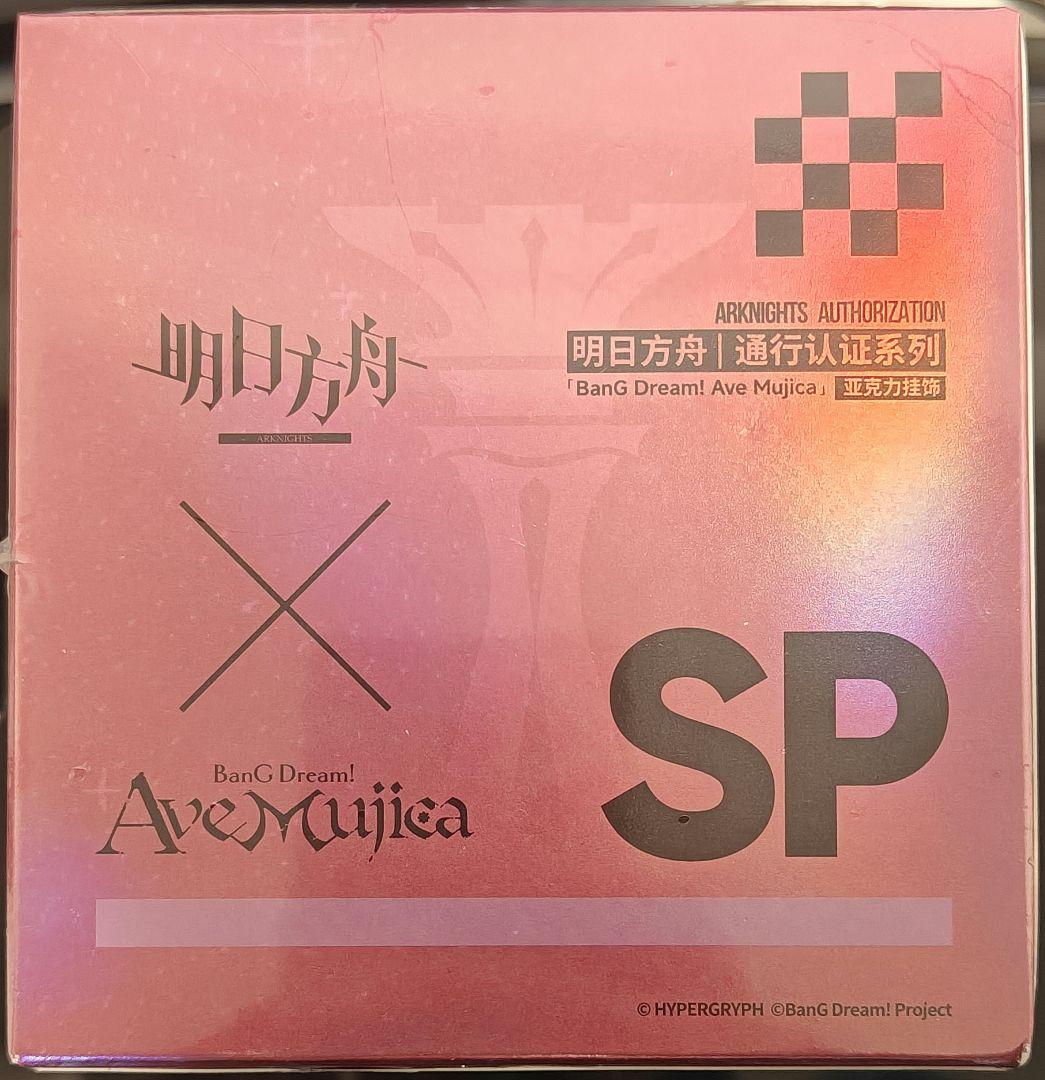 ARKNIGHTS AUTHORIZATION
明日方舟|通行认证系列
「BanG Dream! Ave Mujica」 亚克力挂饰
明日方舟
ARKNIGHTS
BanG Dream!
Ave Mujica
SP
© HYPERGRYPH ©BanG Dream! Project